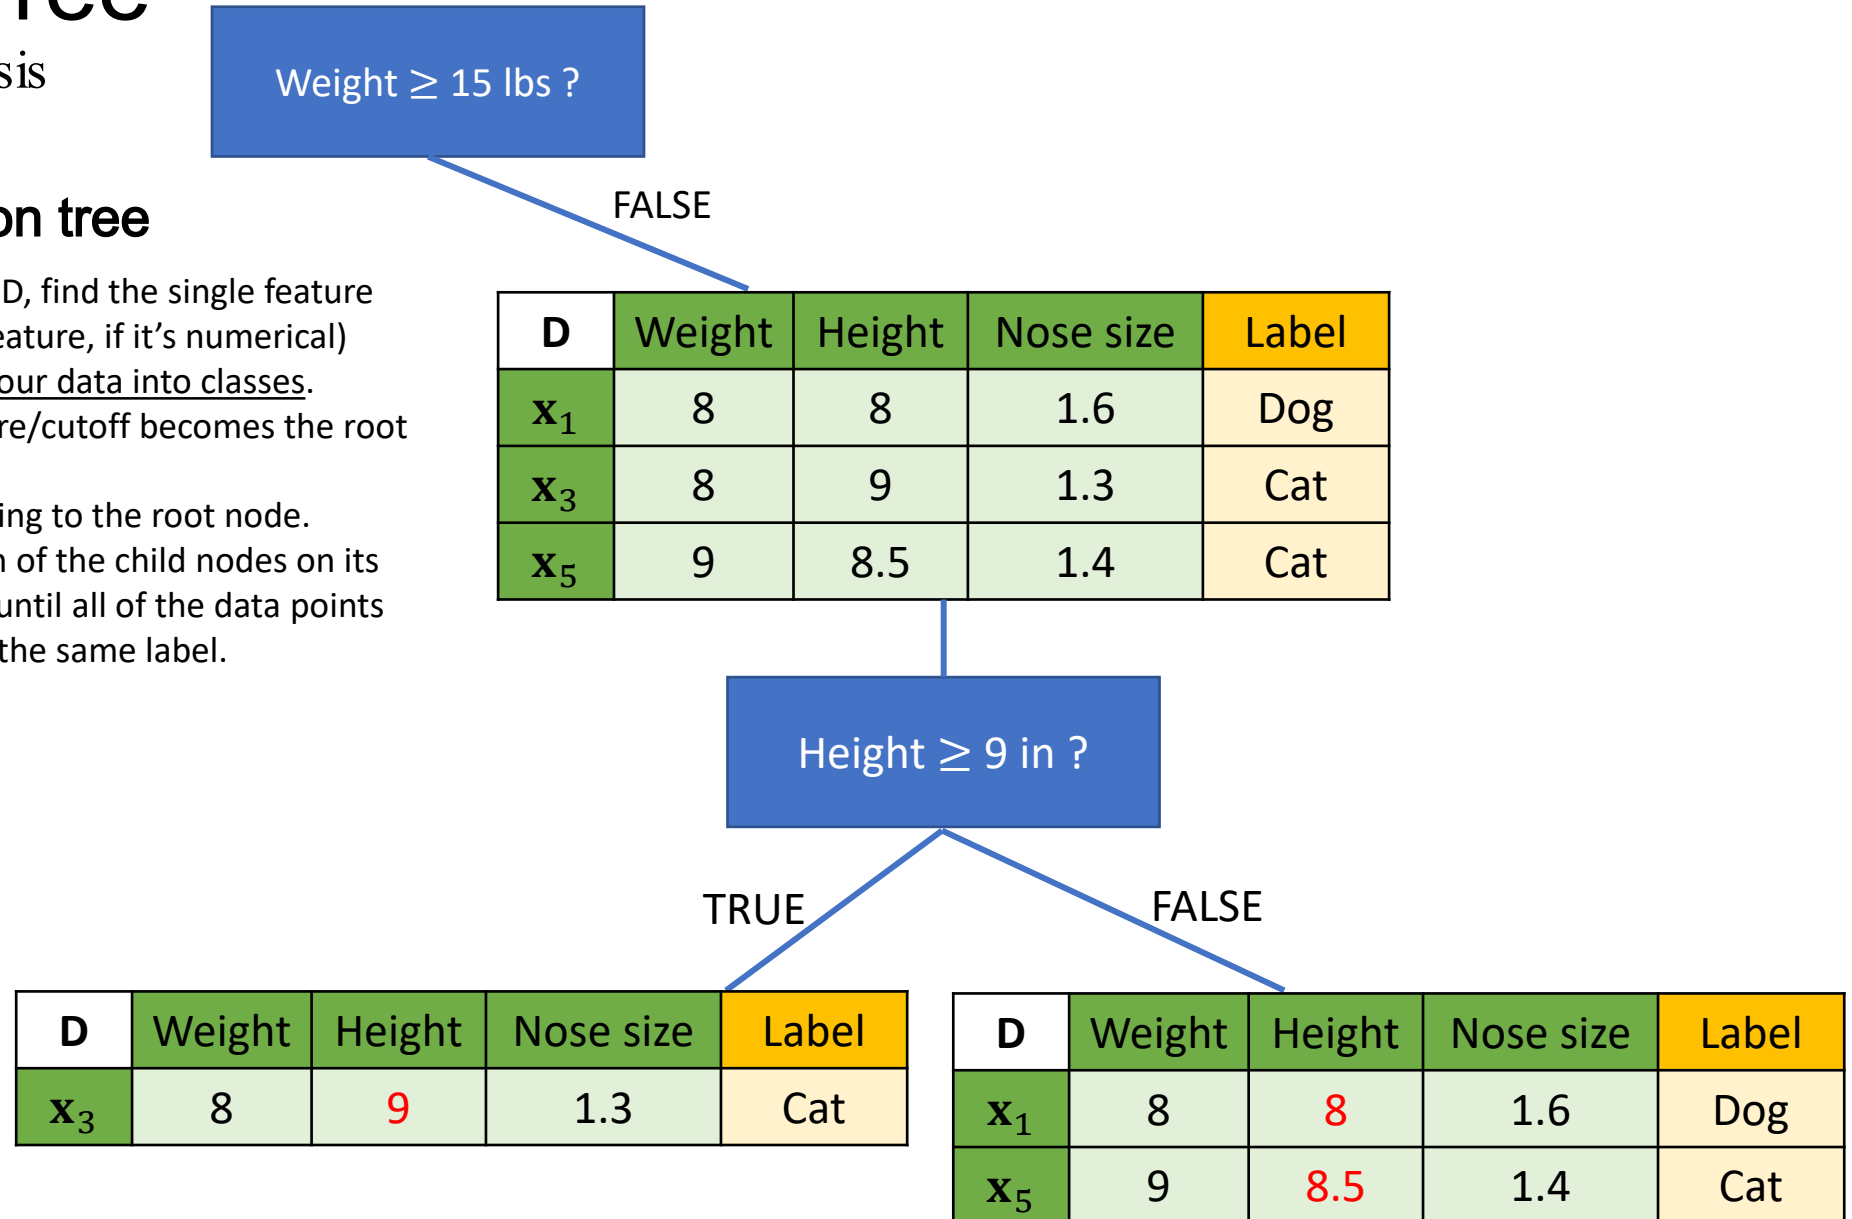 sis
Weight ≥ 15 lbs ?
FALSE
on tree
D, find the single feature
eature, if it's numerical)
our data into classes.
re/cutoff becomes the root
ing to the root node.
of the child nodes on its
until all of the data points
the same label.
D Weight Height Nose size Label
x₁ 8 8 1.6 Dog
x₃ 8 9 1.3 Cat
x₅ 9 8.5 1.4 Cat
Height ≥ 9 in ?
TRUE FALSE
D Weight Height Nose size Label
x₃ 8 9 1.3 Cat
D Weight Height Nose size Label
x₁ 8 8 1.6 Dog
x₅ 9 8.5 1.4 Cat